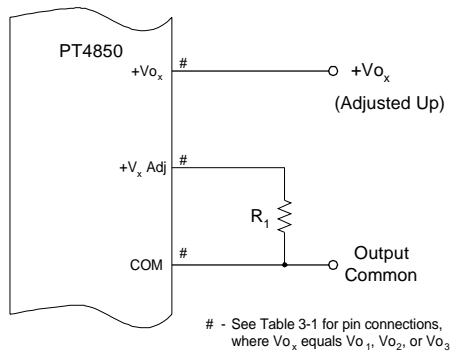 PT4850
+Vox
#
+Vox
(Adjusted Up)
+Vx Adj
#
R1
COM
#
Output
Common
# - See Table 3-1 for pin connections,
where Vox equals Vo1, Vo2, or Vo3